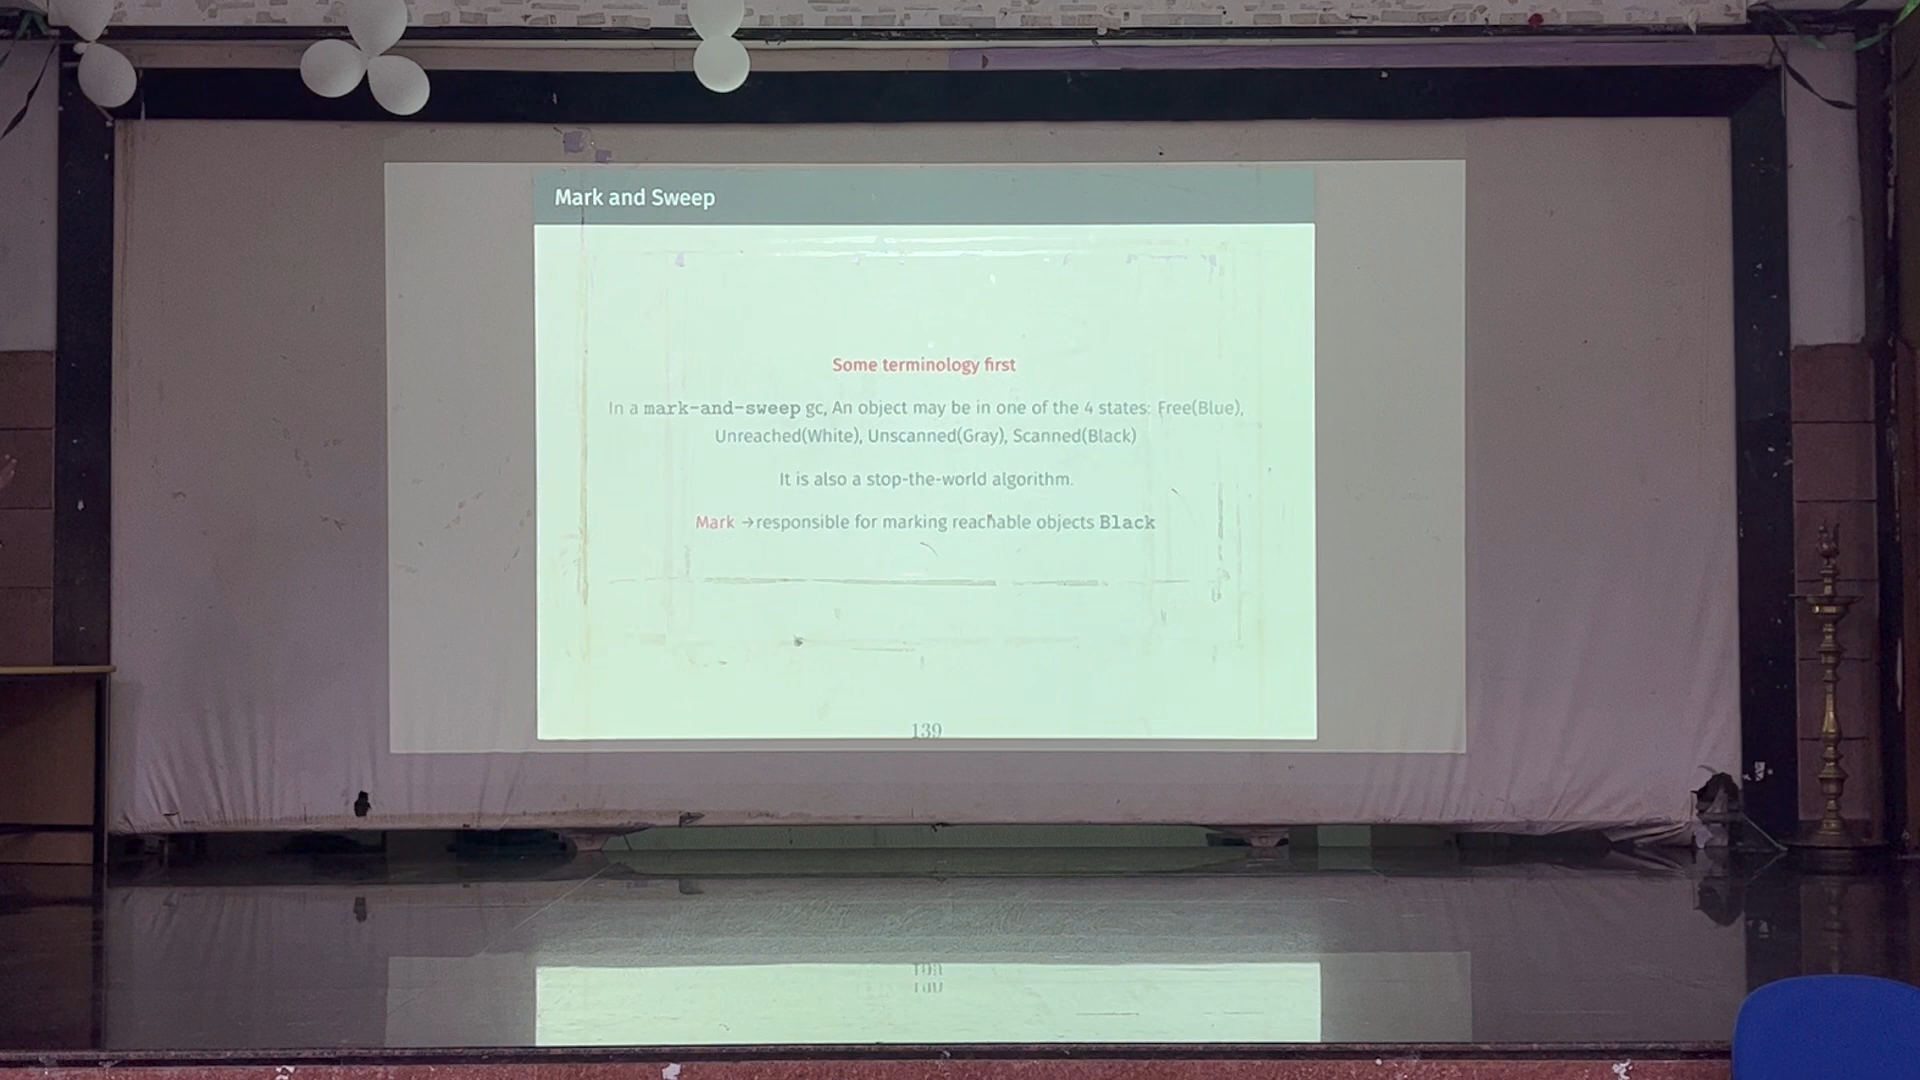 Mark and Sweep
Some terminology first
In a mark-and-sweep gc, An object may be in one of the 4 states: Free(Blue),
Unreached(White), Unscanned(Gray), Scanned(Black)
It is also a stop-the-world algorithm.
Mark →responsible for marking reachable objects Black
139